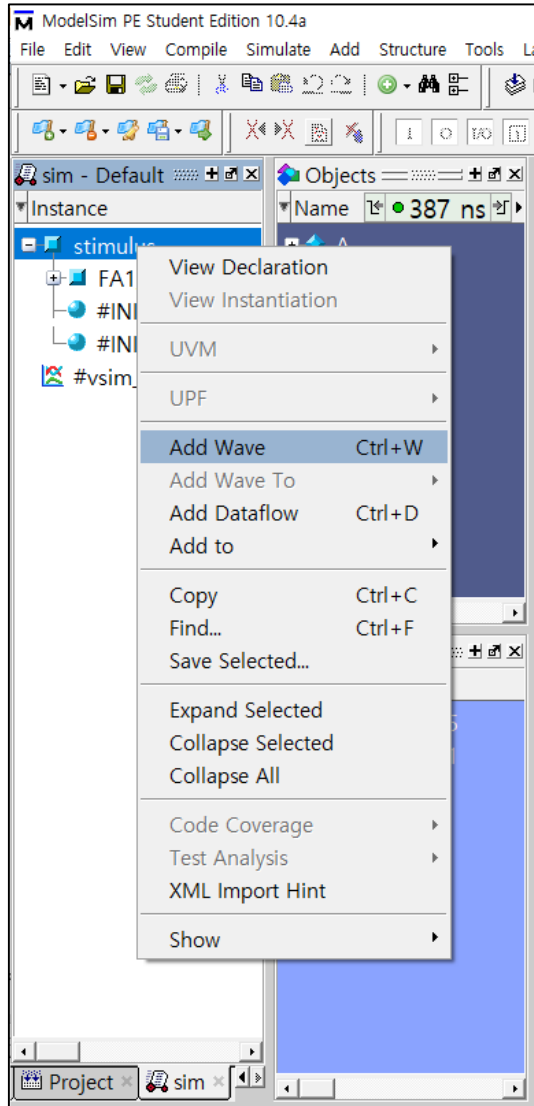 ModelSim PE Student Edition 10.4a
File Edit View Compile Simulate Add Structure Tools
sim - Default
Objects
Instance
Name 387 ns
stimulus
A
FA1
#INI
#INI
#vsim_
View Declaration
View Instantiation
UVM
UPF
Add Wave Ctrl+W
Add Wave To
Add Dataflow Ctrl+D
Add to
Copy Ctrl+C
Find... Ctrl+F
Save Selected...
Expand Selected
Collapse Selected
Collapse All
Code Coverage
Test Analysis
XML Import Hint
Show
Project
sim